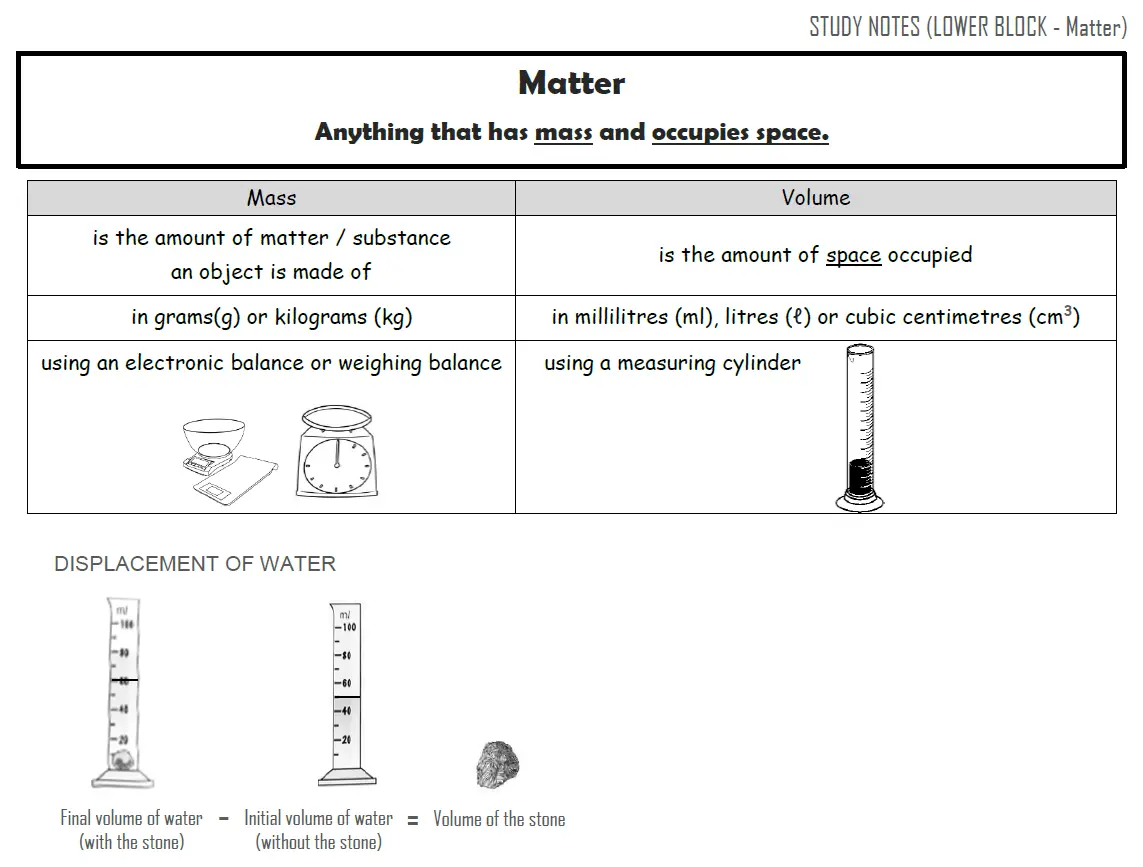 STUDY NOTES (LOWER BLOCK - Matter)
Matter
Anything that has mass and occupies space.
Mass
Volume
is the amount of matter / substance
an object is made of
is the amount of space occupied
in grams(g) or kilograms (kg)
in millilitres (ml), litres (ℓ) or cubic centimetres (cm³)
using an electronic balance or weighing balance
using a measuring cylinder
DISPLACEMENT OF WATER
ml
100
80
60
40
20
ml
100
80
60
40
20
Final volume of water
(with the stone)
–
Initial volume of water
(without the stone)
=
Volume of the stone